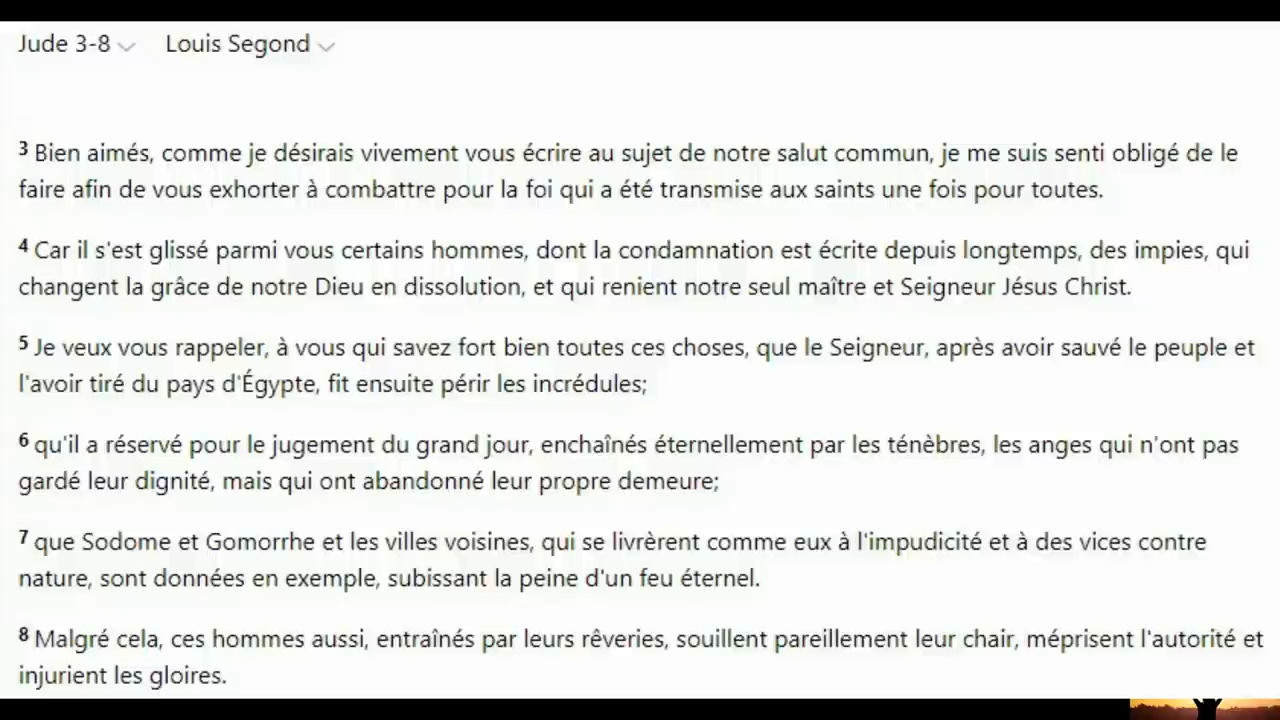 Jude 3-8 Louis Segond
3 Bien aimés, comme je désirais vivement vous écrire au sujet de notre salut commun, je me suis senti obligé de le
faire afin de vous exhorter à combattre pour la foi qui a été transmise aux saints une fois pour toutes.
4 Car il s'est glissé parmi vous certains hommes, dont la condamnation est écrite depuis longtemps, des impies, qui
changent la grâce de notre Dieu en dissolution, et qui renient notre seul maître et Seigneur Jésus Christ.
5 Je veux vous rappeler, à vous qui savez fort bien toutes ces choses, que le Seigneur, après avoir sauvé le peuple et
l'avoir tiré du pays d'Égypte, fit ensuite périr les incrédules;
6 qu'il a réservé pour le jugement du grand jour, enchaînés éternellement par les ténèbres, les anges qui n'ont pas
gardé leur dignité, mais qui ont abandonné leur propre demeure;
7 que Sodome et Gomorrhe et les villes voisines, qui se livrèrent comme eux à l'impudicité et à des vices contre
nature, sont données en exemple, subissant la peine d'un feu éternel.
8 Malgré cela, ces hommes aussi, entraînés par leurs rêveries, souillent pareillement leur chair, méprisent l'autorité et
injurient les gloires.